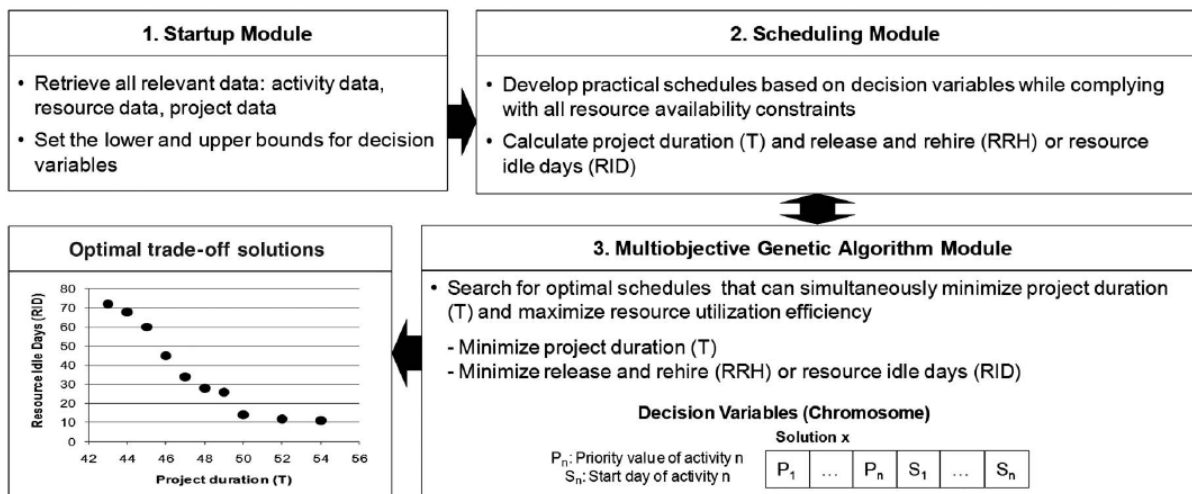 1. Startup Module
• Retrieve all relevant data: activity data,
resource data, project data
• Set the lower and upper bounds for decision
variables
2. Scheduling Module
• Develop practical schedules based on decision variables while complying
with all resource availability constraints
• Calculate project duration (T) and release and rehire (RRH) or resource
idle days (RID)
3. Multiobjective Genetic Algorithm Module
• Search for optimal schedules that can simultaneously minimize project duration
(T) and maximize resource utilization efficiency
- Minimize project duration (T)
- Minimize release and rehire (RRH) or resource idle days (RID)
Decision Variables (Chromosome)
Solution x
Pn: Priority value of activity n
Sn: Start day of activity n
P1 ... Pn S1 ... Sn
Optimal trade-off solutions
Resource Idle Days (RID)
80
70
60
50
40
30
20
10
0
42 44 46 48 50 52 54 56
Project duration (T)